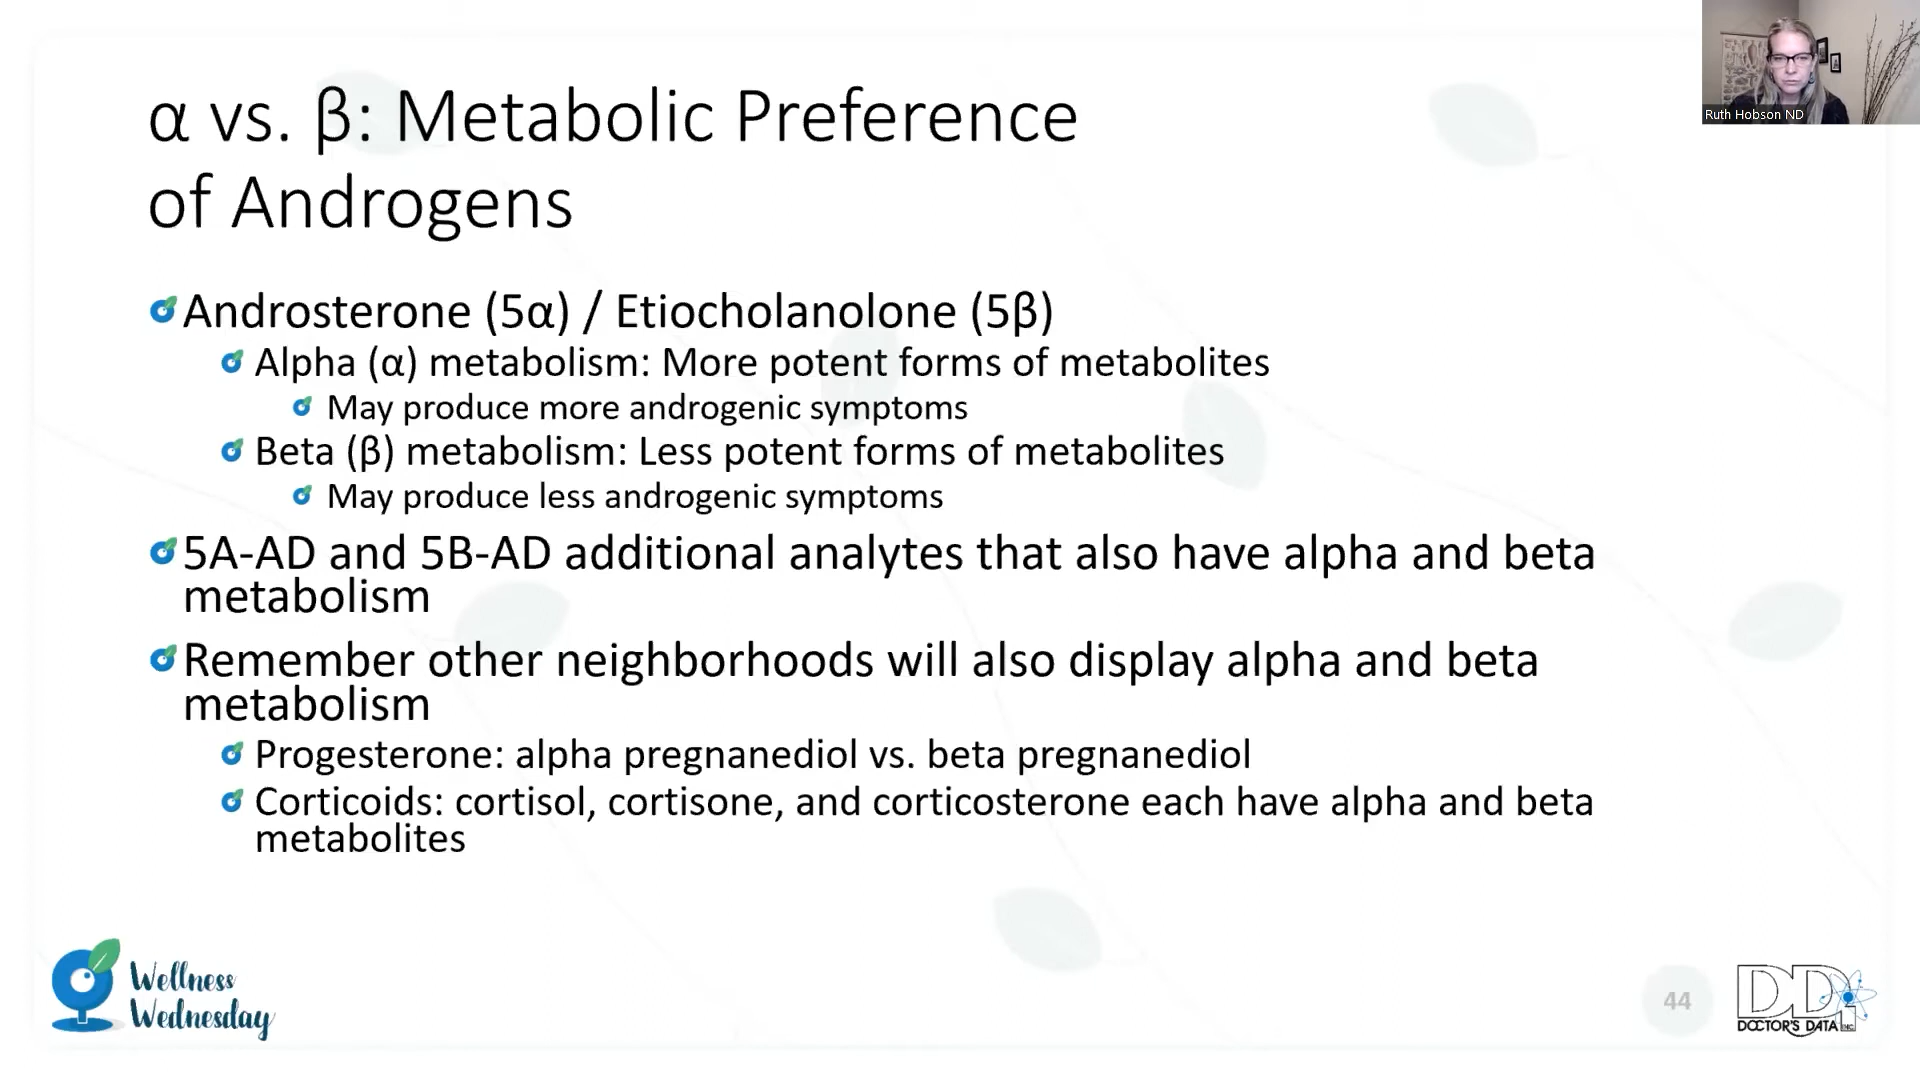 Ruth Hobson ND
α vs. β: Metabolic Preference
of Androgens
Androsterone (5α) / Etiocholanolone (5β)
Alpha (α) metabolism: More potent forms of metabolites
May produce more androgenic symptoms
Beta (β) metabolism: Less potent forms of metabolites
May produce less androgenic symptoms
5A-AD and 5B-AD additional analytes that also have alpha and beta
metabolism
Remember other neighborhoods will also display alpha and beta
metabolism
Progesterone: alpha pregnanediol vs. beta pregnanediol
Corticoids: cortisol, cortisone, and corticosterone each have alpha and beta
metabolites
Wellness
Wednesday
44
DDI
DOCTOR'S DATA INC.